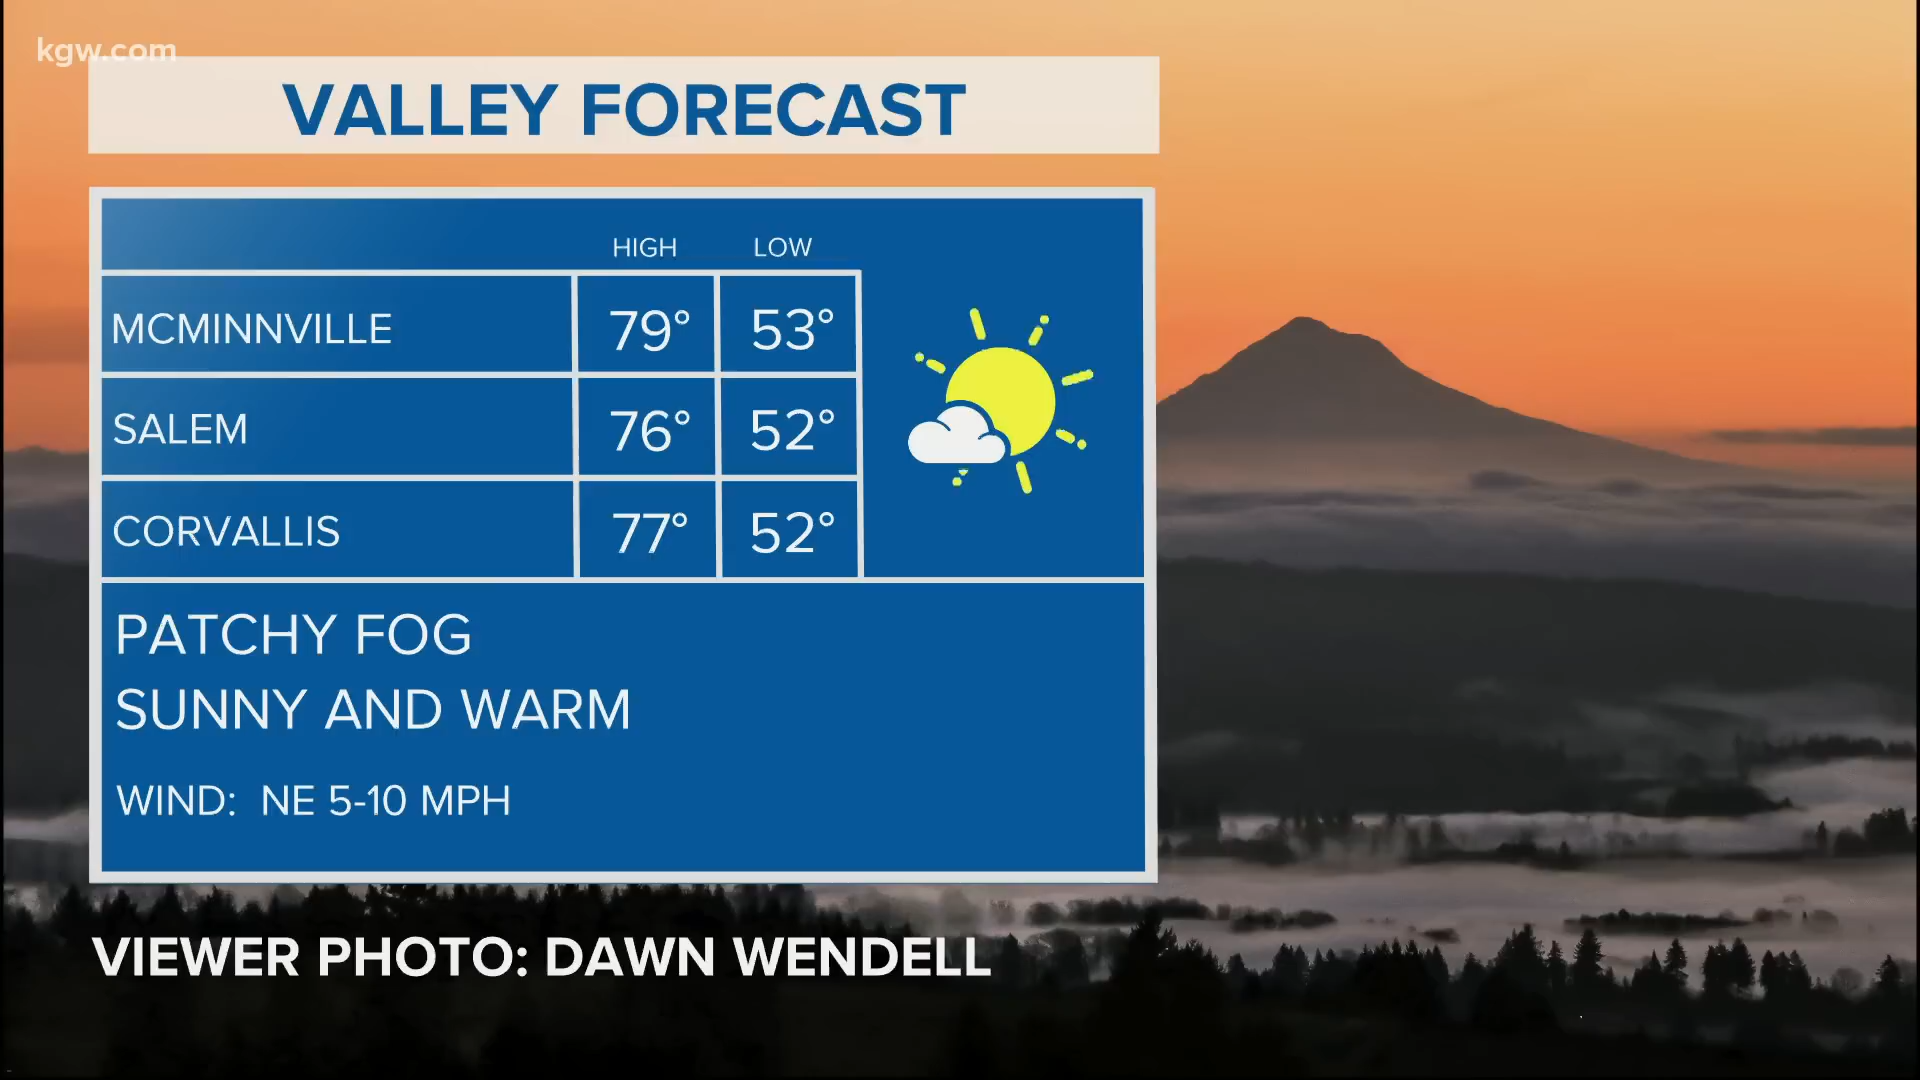 kgw.com
VALLEY FORECAST
HIGH LOW
MCMINNVILLE 79° 53°
SALEM 76° 52°
CORVALLIS 77° 52°
PATCHY FOG
SUNNY AND WARM
WIND: NE 5-10 MPH
VIEWER PHOTO: DAWN WENDELL